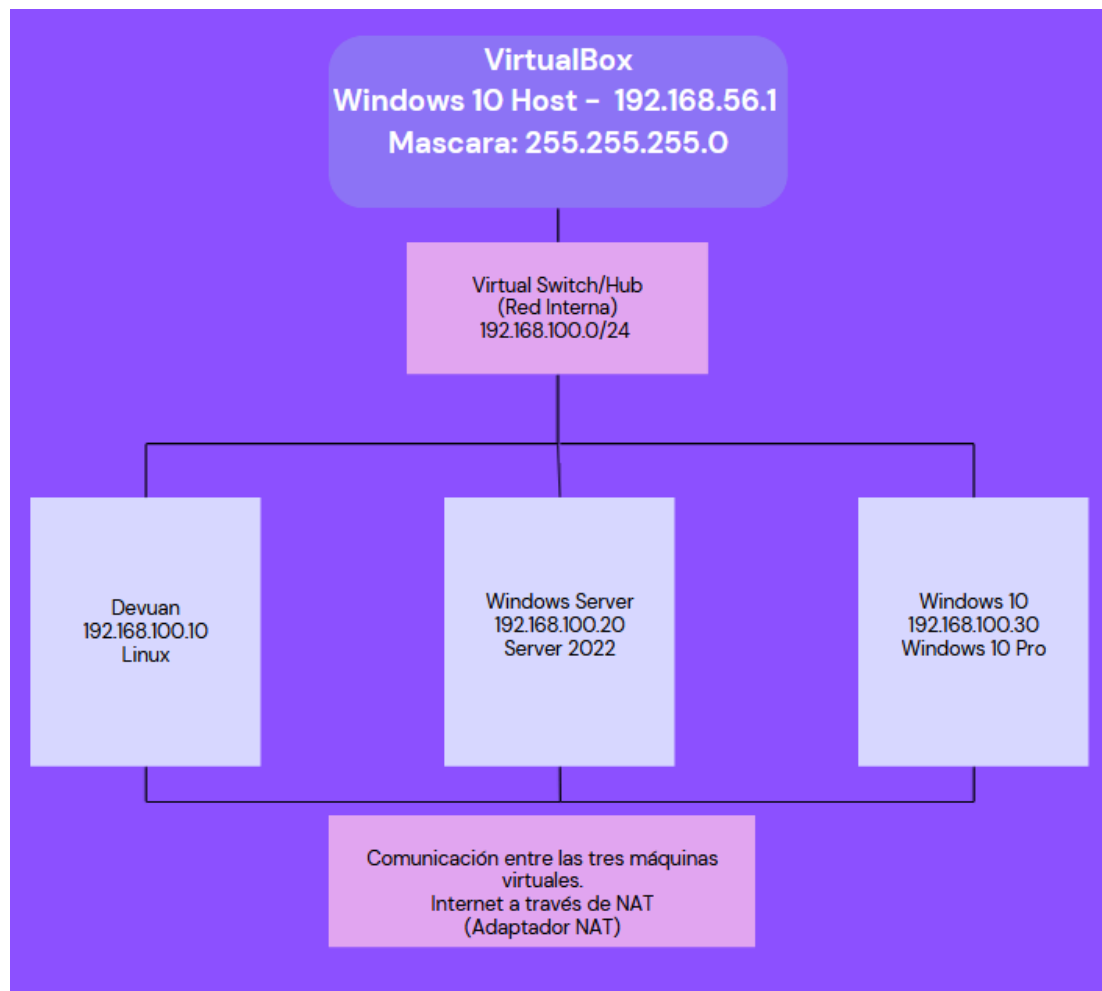 VirtualBox
Windows 10 Host - 192.168.56.1
Mascara: 255.255.255.0
Virtual Switch/Hub
(Red Interna)
192.168.100.0/24
Devuan
192.168.100.10
Linux
Windows Server
192.168.100.20
Server 2022
Windows 10
192.168.100.30
Windows 10 Pro
Comunicación entre las tres máquinas
virtuales.
Internet a través de NAT
(Adaptador NAT)